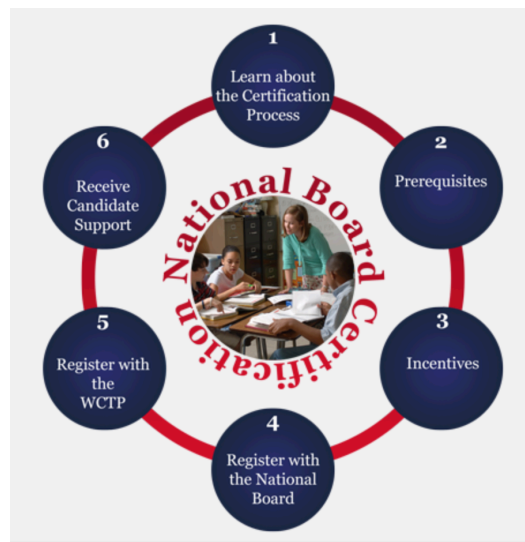 1
Learn about
the Certification
Process
2
Prerequisites
3
Incentives
4
Register with
the National
Board
5
Register with
the
WCTP
6
Receive
Candidate
Support
National Board Certification